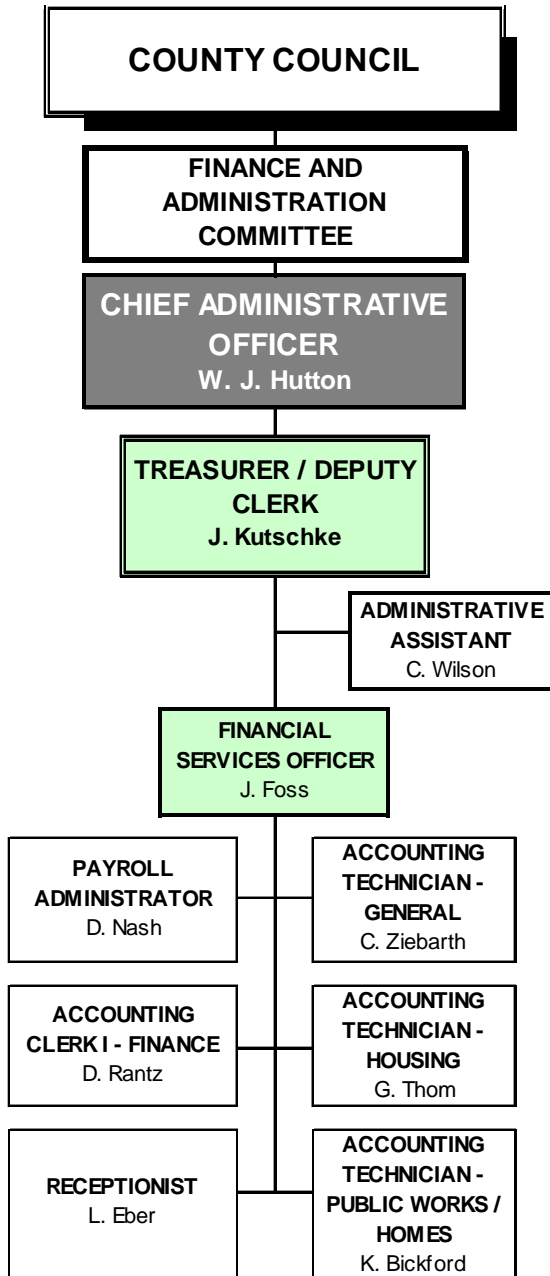 COUNTY COUNCIL
FINANCE AND
ADMINISTRATION
COMMITTEE
CHIEF ADMINISTRATIVE
OFFICER
W. J. Hutton
TREASURER / DEPUTY
CLERK
J. Kutschke
ADMINISTRATIVE
ASSISTANT
C. Wilson
FINANCIAL
SERVICES OFFICER
J. Foss
PAYROLL
ADMINISTRATOR
D. Nash
ACCOUNTING
TECHNICIAN -
GENERAL
C. Ziebarth
ACCOUNTING
CLERK I - FINANCE
D. Rantz
ACCOUNTING
TECHNICIAN -
HOUSING
G. Thom
RECEPTIONIST
L. Eber
ACCOUNTING
TECHNICIAN -
PUBLIC WORKS /
HOMES
K. Bickford